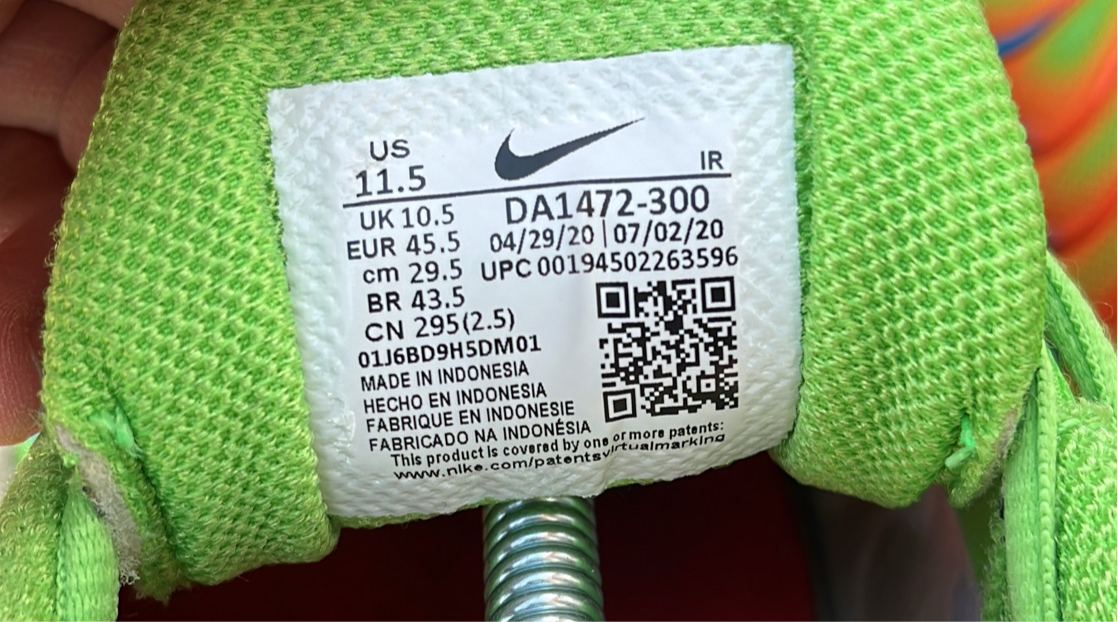 US
11.5
IR
UK 10.5
DA1472-300
EUR 45.5
04/29/20 | 07/02/20
cm 29.5
UPC 00194502263596
BR 43.5
CN 295(2.5)
01J6BD9H5DM01
MADE IN INDONESIA
HECHO EN INDONESIA
FABRIQUE EN INDONESIE
FABRICADO NA INDONÉSIA
This product is covered by one or more patents:
www.nike.com/patentsvirtualmarking